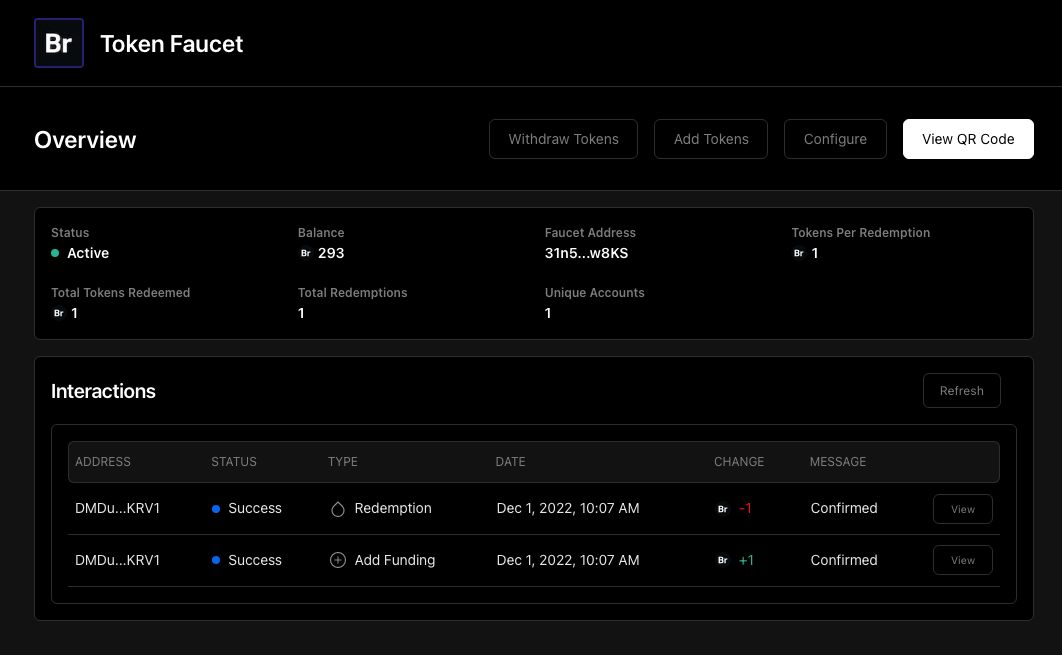 Br Token Faucet
Overview Withdraw Tokens Add Tokens Configure View QR Code
Status Balance Faucet Address Tokens Per Redemption
Active Br 293 31n5...w8KS Br 1
Total Tokens Redeemed Total Redemptions Unique Accounts
Br 1 1 1
Interactions Refresh
ADDRESS STATUS TYPE DATE CHANGE MESSAGE
DMDu...KRV1 Success Redemption Dec 1, 2022, 10:07 AM Br -1 Confirmed View
DMDu...KRV1 Success Add Funding Dec 1, 2022, 10:07 AM Br +1 Confirmed View